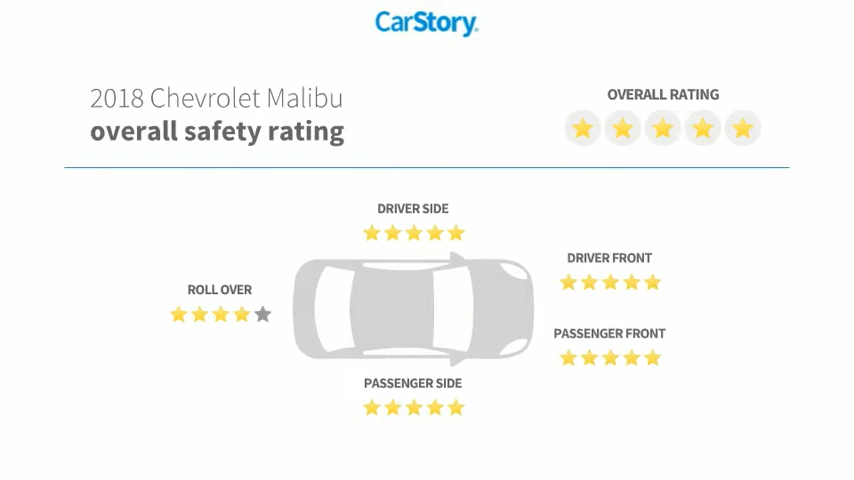 CarStory.
2018 Chevrolet Malibu
overall safety rating
OVERALL RATING
DRIVER SIDE
DRIVER FRONT
ROLL OVER
PASSENGER FRONT
PASSENGER SIDE